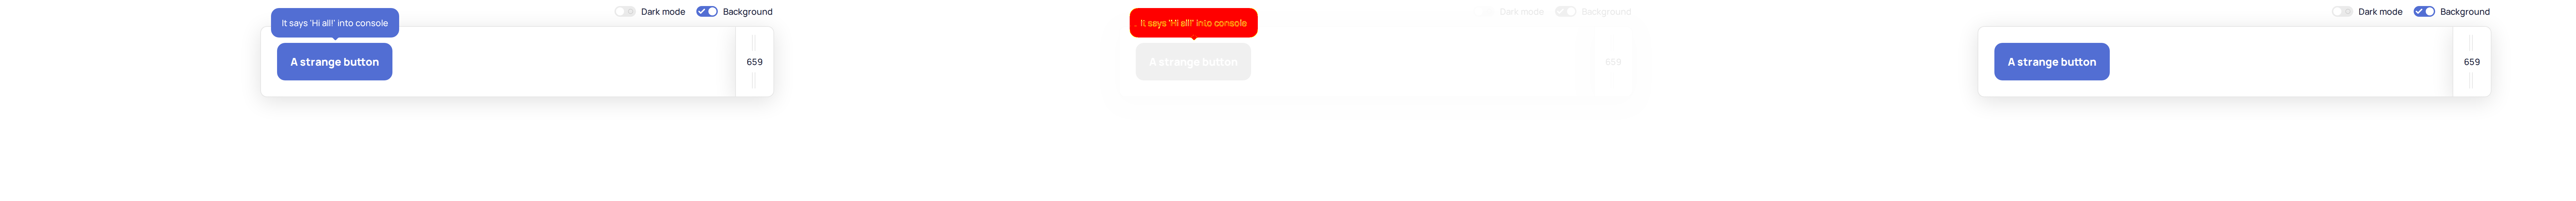 Dark mode Background
It says 'Hi all!' into console
A strange button
659
Dark mode Background
It says 'Hi all!' into console
A strange button
659
Dark mode Background
A strange button
659